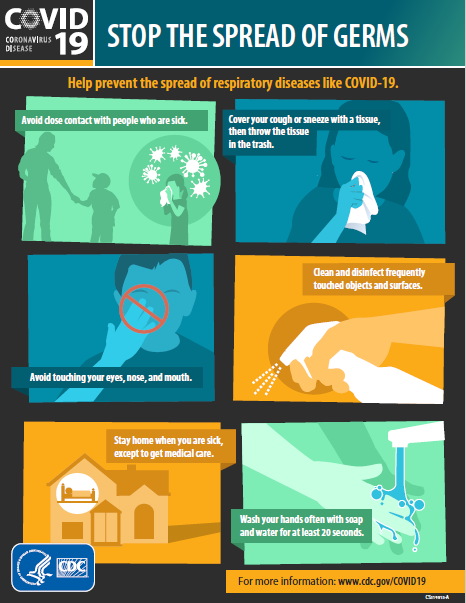 COVID
CORONAVIRUS
DISEASE
19
STOP THE SPREAD OF GERMS
Help prevent the spread of respiratory diseases like COVID-19.
Avoid close contact with people who are sick.
Cover your cough or sneeze with a tissue,
then throw the tissue
in the trash.
Avoid touching your eyes, nose, and mouth.
Clean and disinfect frequently
touched objects and surfaces.
Stay home when you are sick,
except to get medical care.
Wash your hands often with soap
and water for at least 20 seconds.
CDC
For more information: www.cdc.gov/COVID19